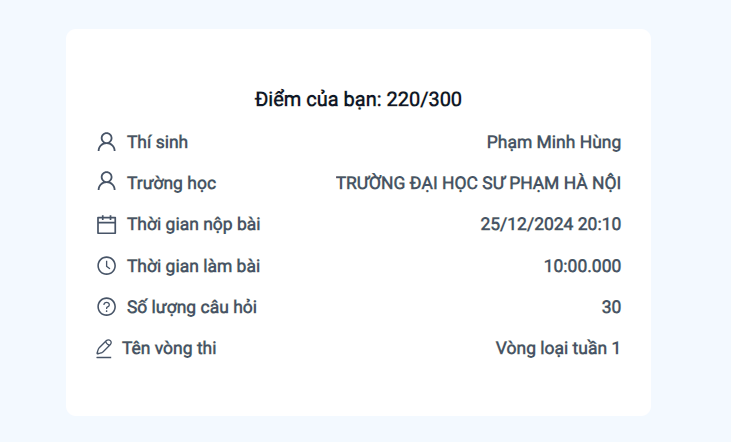 Điểm của bạn: 220/300
Thí sinh Phạm Minh Hùng
Trường học TRƯỜNG ĐẠI HỌC SƯ PHẠM HÀ NỘI
Thời gian nộp bài 25/12/2024 20:10
Thời gian làm bài 10:00.000
Số lượng câu hỏi 30
Tên vòng thi Vòng loại tuần 1